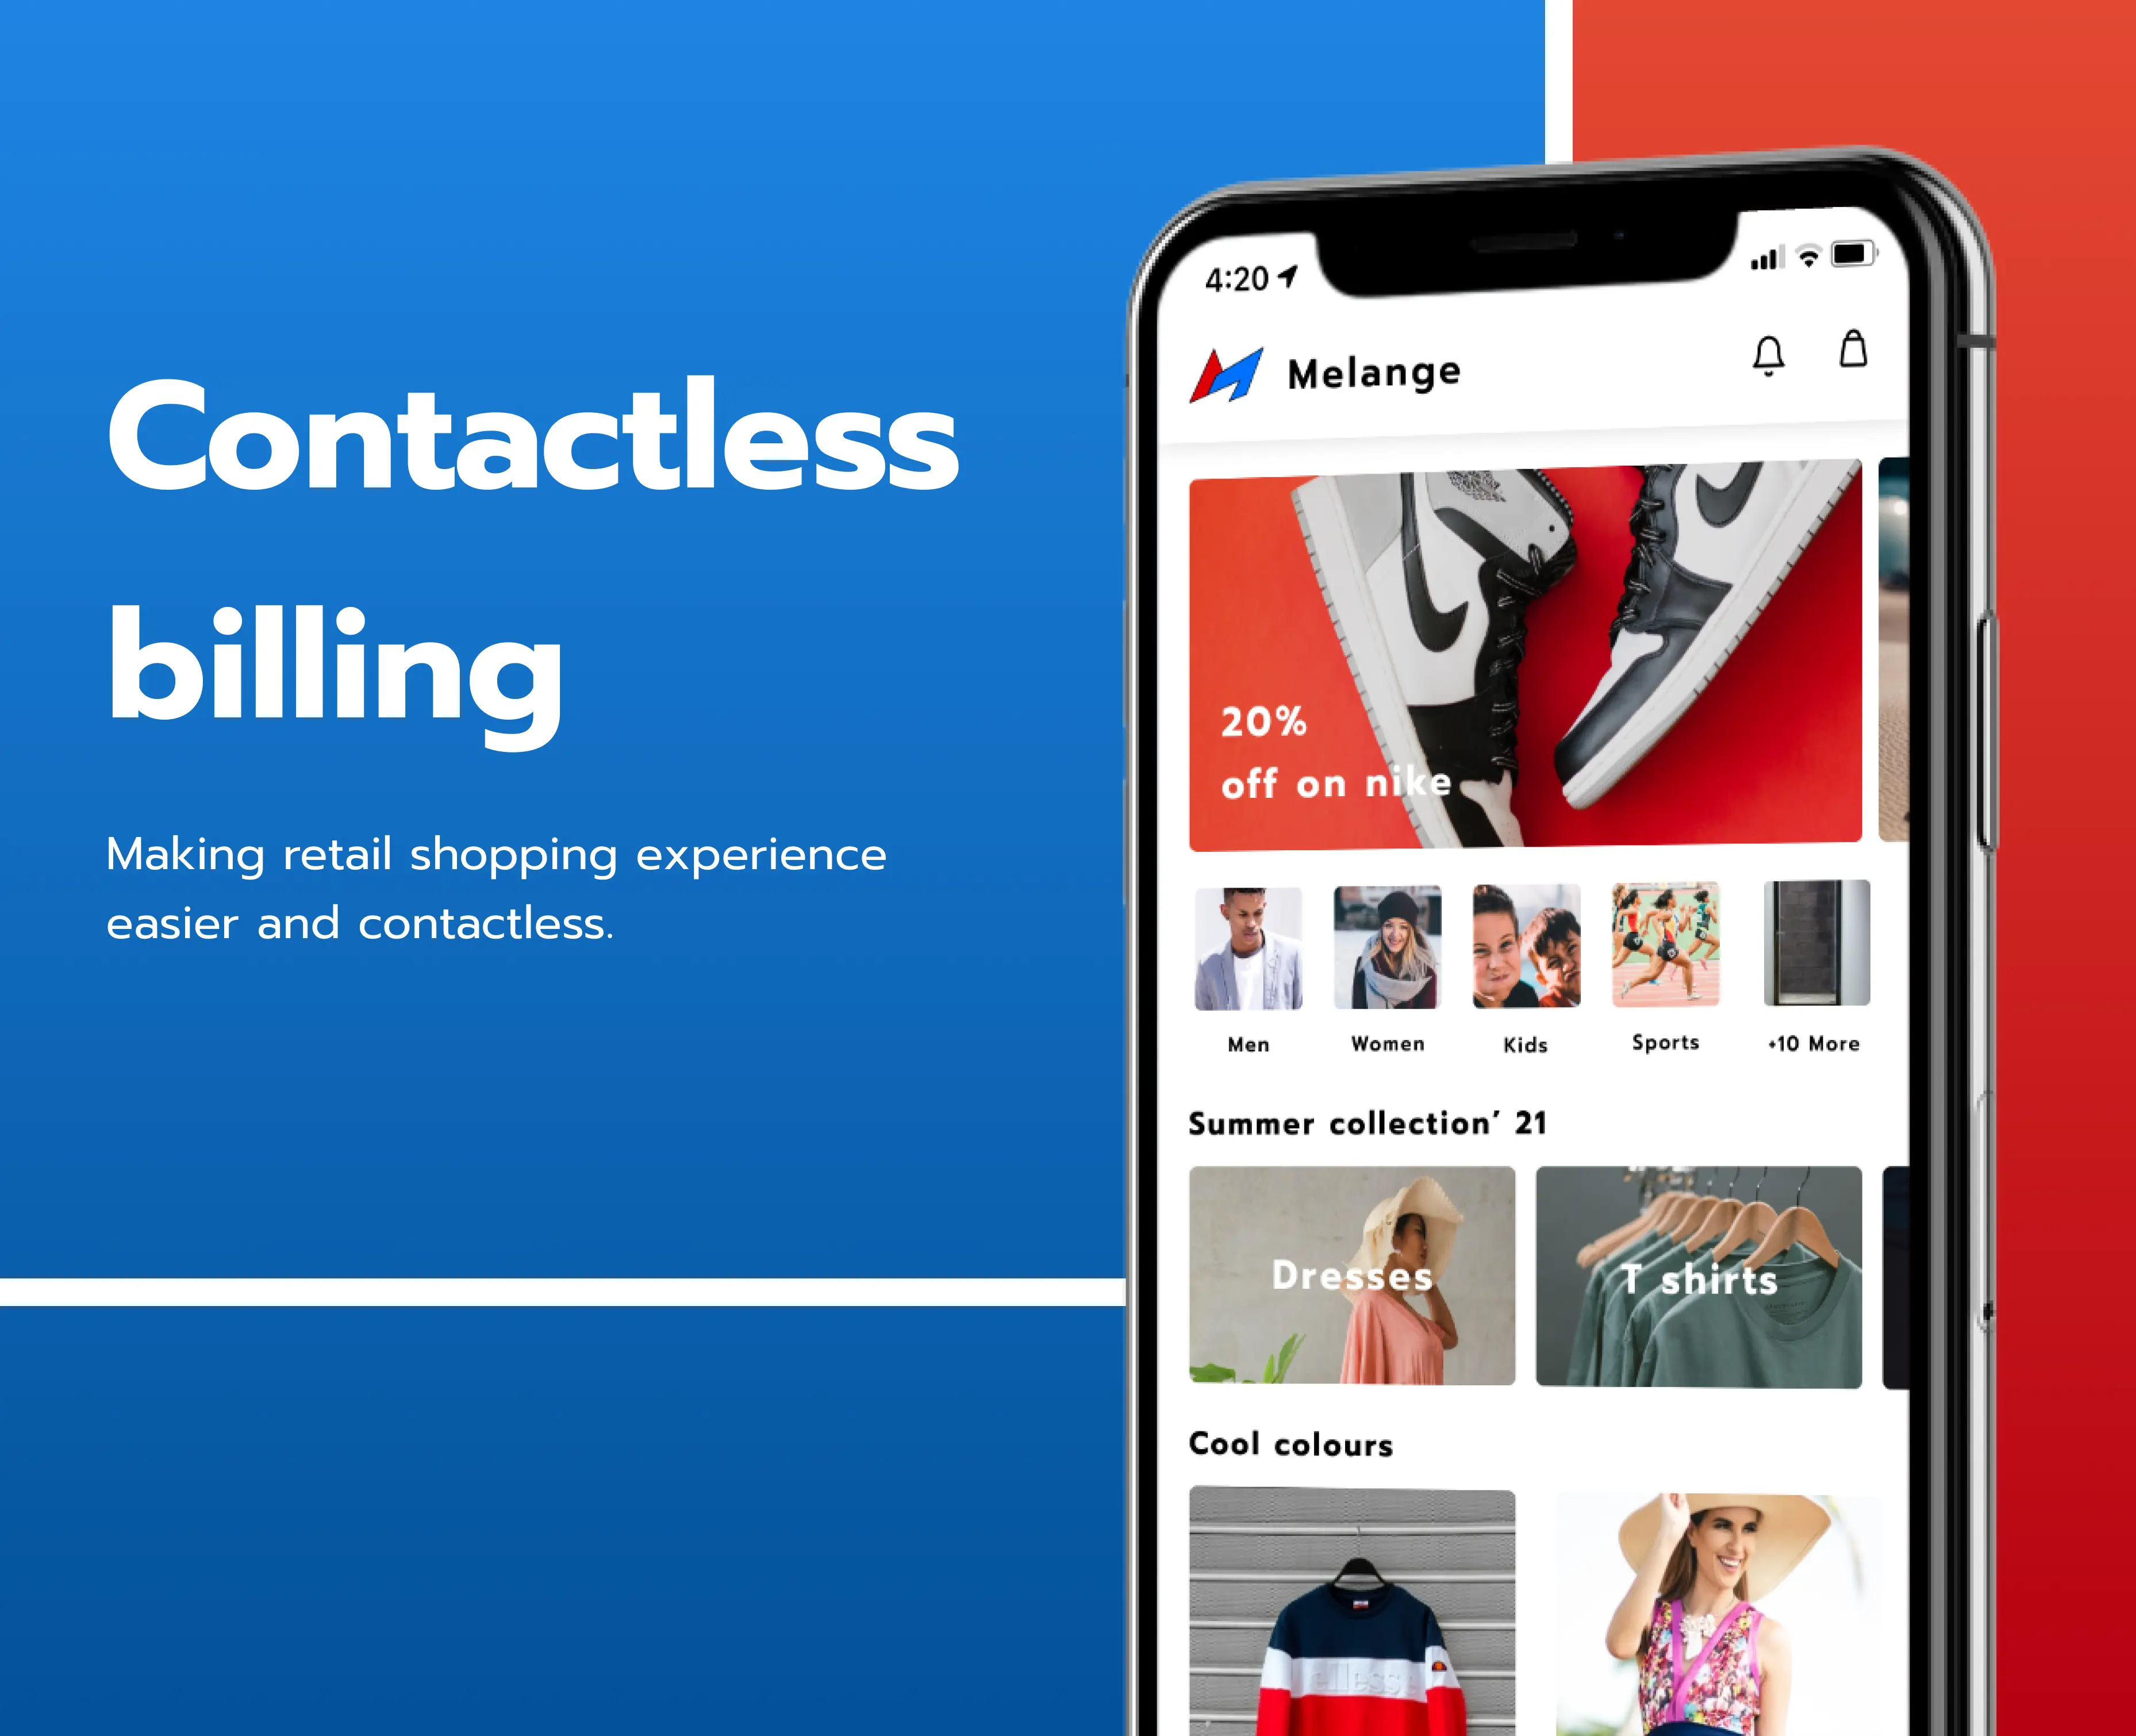 Contactless
billing
Making retail shopping experience
easier and contactless.
4:20
Melange
20%
off on nike
Men
Women
Kids
Sports
+10 More
Summer collection’ 21
Dresses
T shirts
Cool colours
ellesse